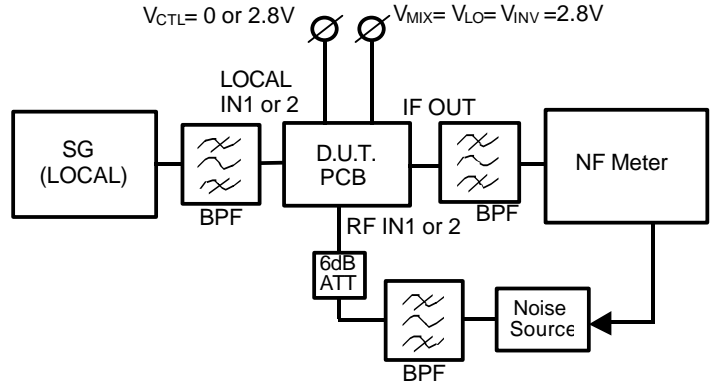 VCTL= 0 or 2.8V
VMIX= VLO= VINV =2.8V
LOCAL
IN1 or 2
IF OUT
SG
(LOCAL)
BPF
D.U.T.
PCB
BPF
NF Meter
RF IN1 or 2
6dB
ATT
BPF
Noise
Source